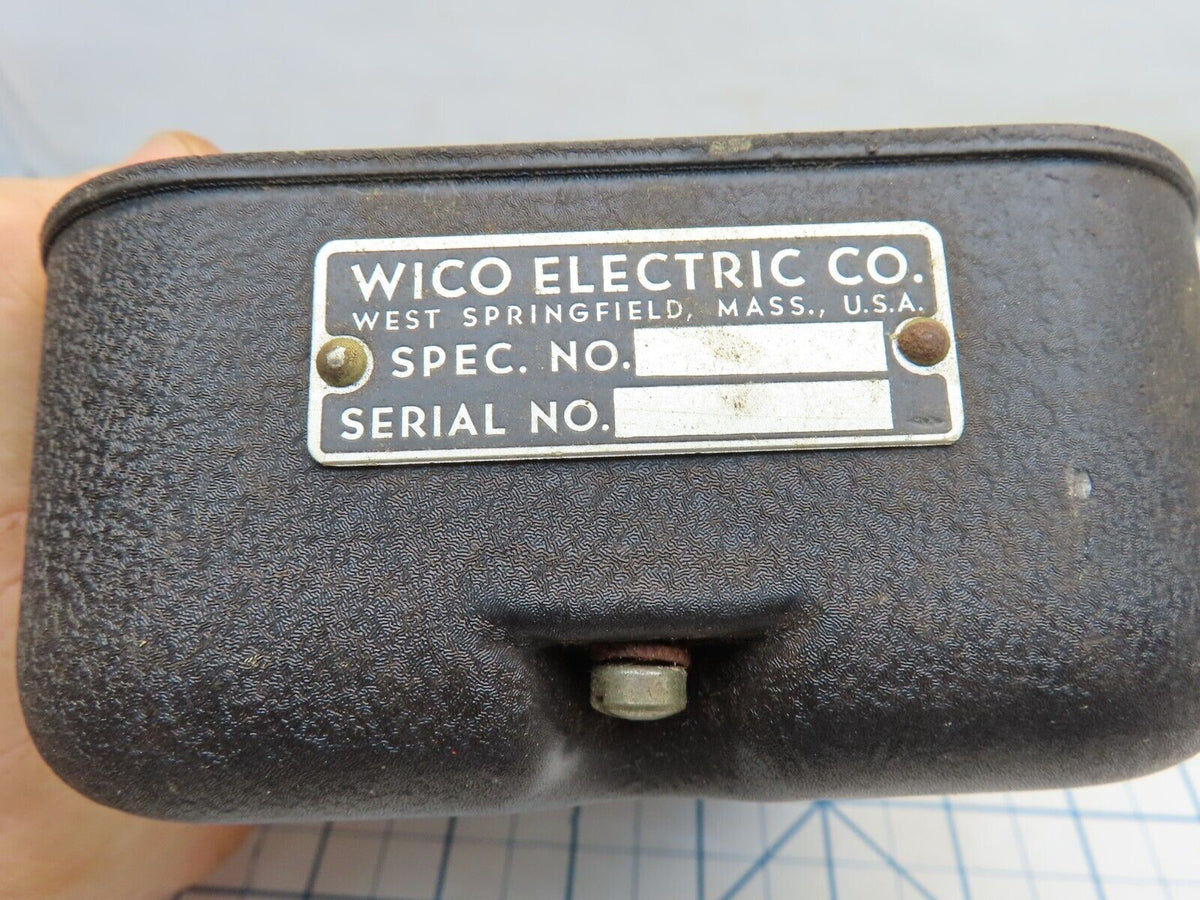 WICO ELECTRIC CO.
WEST SPRINGFIELD, MASS., U.S.A.
SPEC. NO.
SERIAL NO.